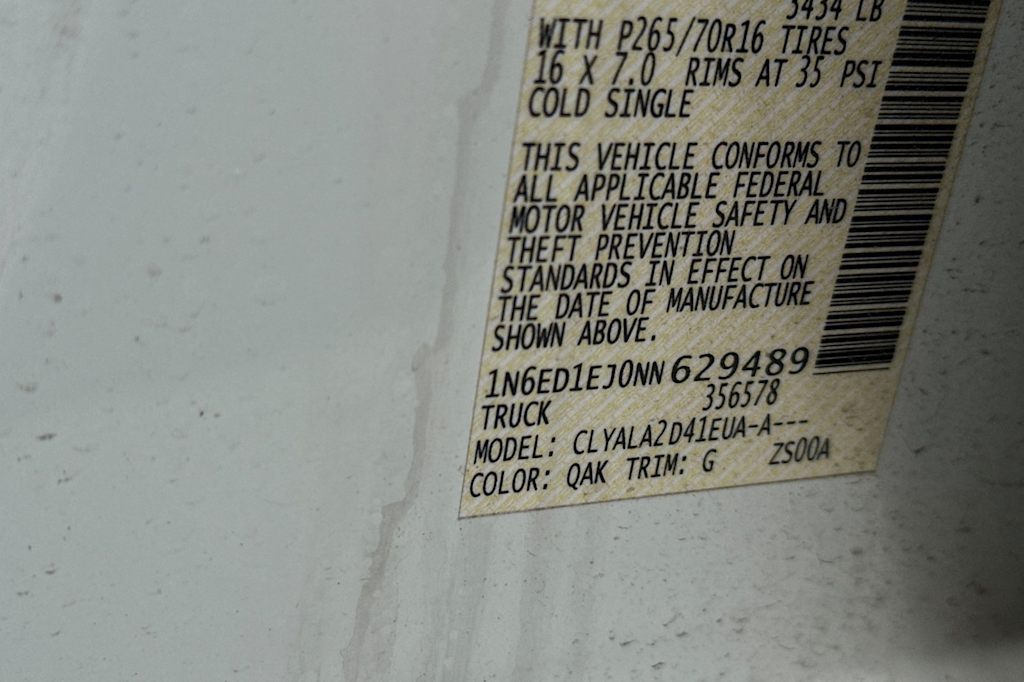 3434 LB
WITH P265/70R16 TIRES
16 X 7.0 RIMS AT 35 PSI
COLD SINGLE
THIS VEHICLE CONFORMS TO
ALL APPLICABLE FEDERAL
MOTOR VEHICLE SAFETY AND
THEFT PREVENTION
STANDARDS IN EFFECT ON
THE DATE OF MANUFACTURE
SHOWN ABOVE.
1N6ED1EJ0NN629489
TRUCK 356578
MODEL: CLYALA2D41EUA-A---
COLOR: QAK TRIM: G ZS00A